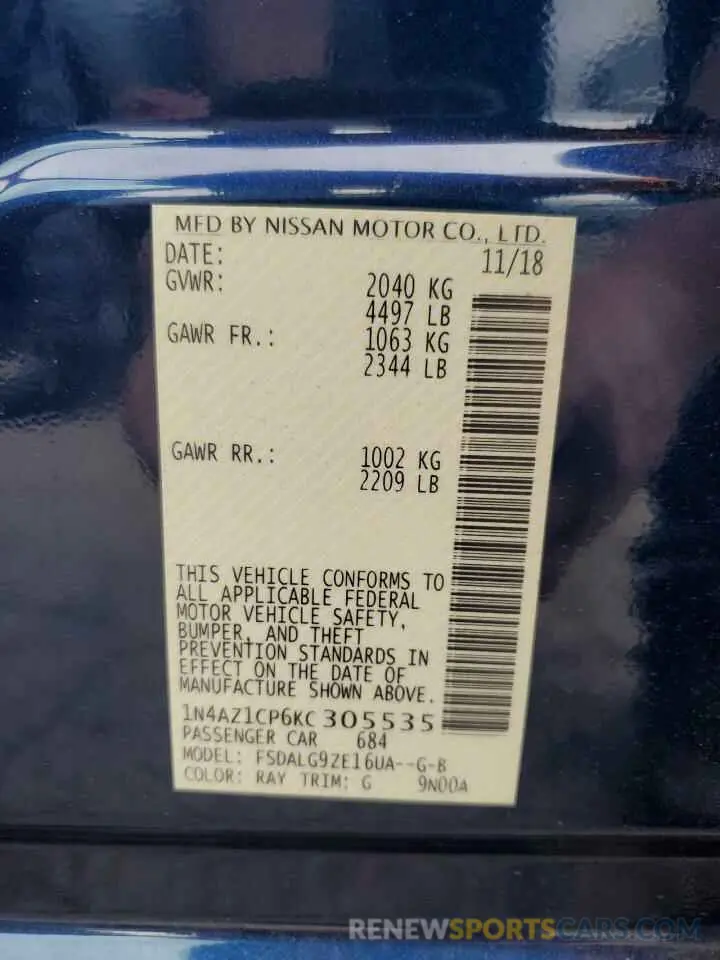 MFD BY NISSAN MOTOR CO., LTD.
DATE: 11/18
GVWR: 2040 KG
4497 LB
GAWR FR.: 1063 KG
2344 LB
GAWR RR.: 1002 KG
2209 LB
THIS VEHICLE CONFORMS TO
ALL APPLICABLE FEDERAL
MOTOR VEHICLE SAFETY,
BUMPER, AND THEFT
PREVENTION STANDARDS IN
EFFECT ON THE DATE OF
MANUFACTURE SHOWN ABOVE.
1N4AZ1CP6KC 305535
PASSENGER CAR 684
MODEL: FSDALG9ZE16UA--G-B
COLOR: RAY TRIM: G 9N00A
RENEWSPORTSCARS.COM